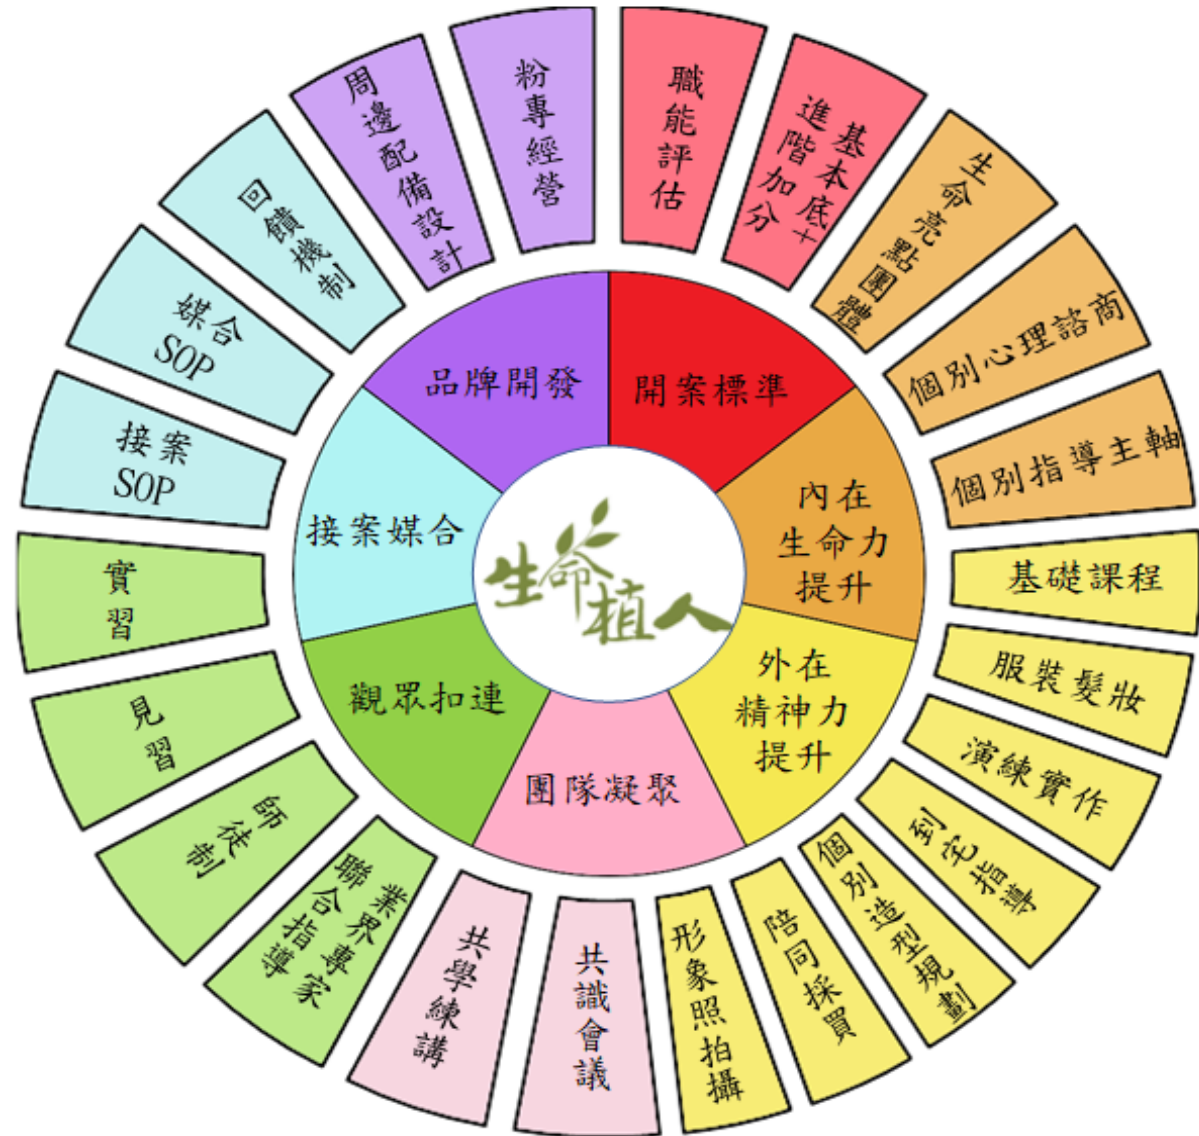 生命植人
開案標準
內在
生命力
提升
外在
精神力
提升
團隊凝聚
觀眾扣連
接案媒合
品牌開發
職能評估
基本底+
進階加分
生命亮點團體
個別心理諮商
個別指導主軸
基礎課程
服裝髮妝
演練實作
到宅指導
個別造型規劃
陪同採買
形象照拍攝
共識會議
共學練講
業界專家
聯合指導
師徒制
見習
實習
接案
SOP
媒合
SOP
回饋機制
周邊配備設計
粉專經營